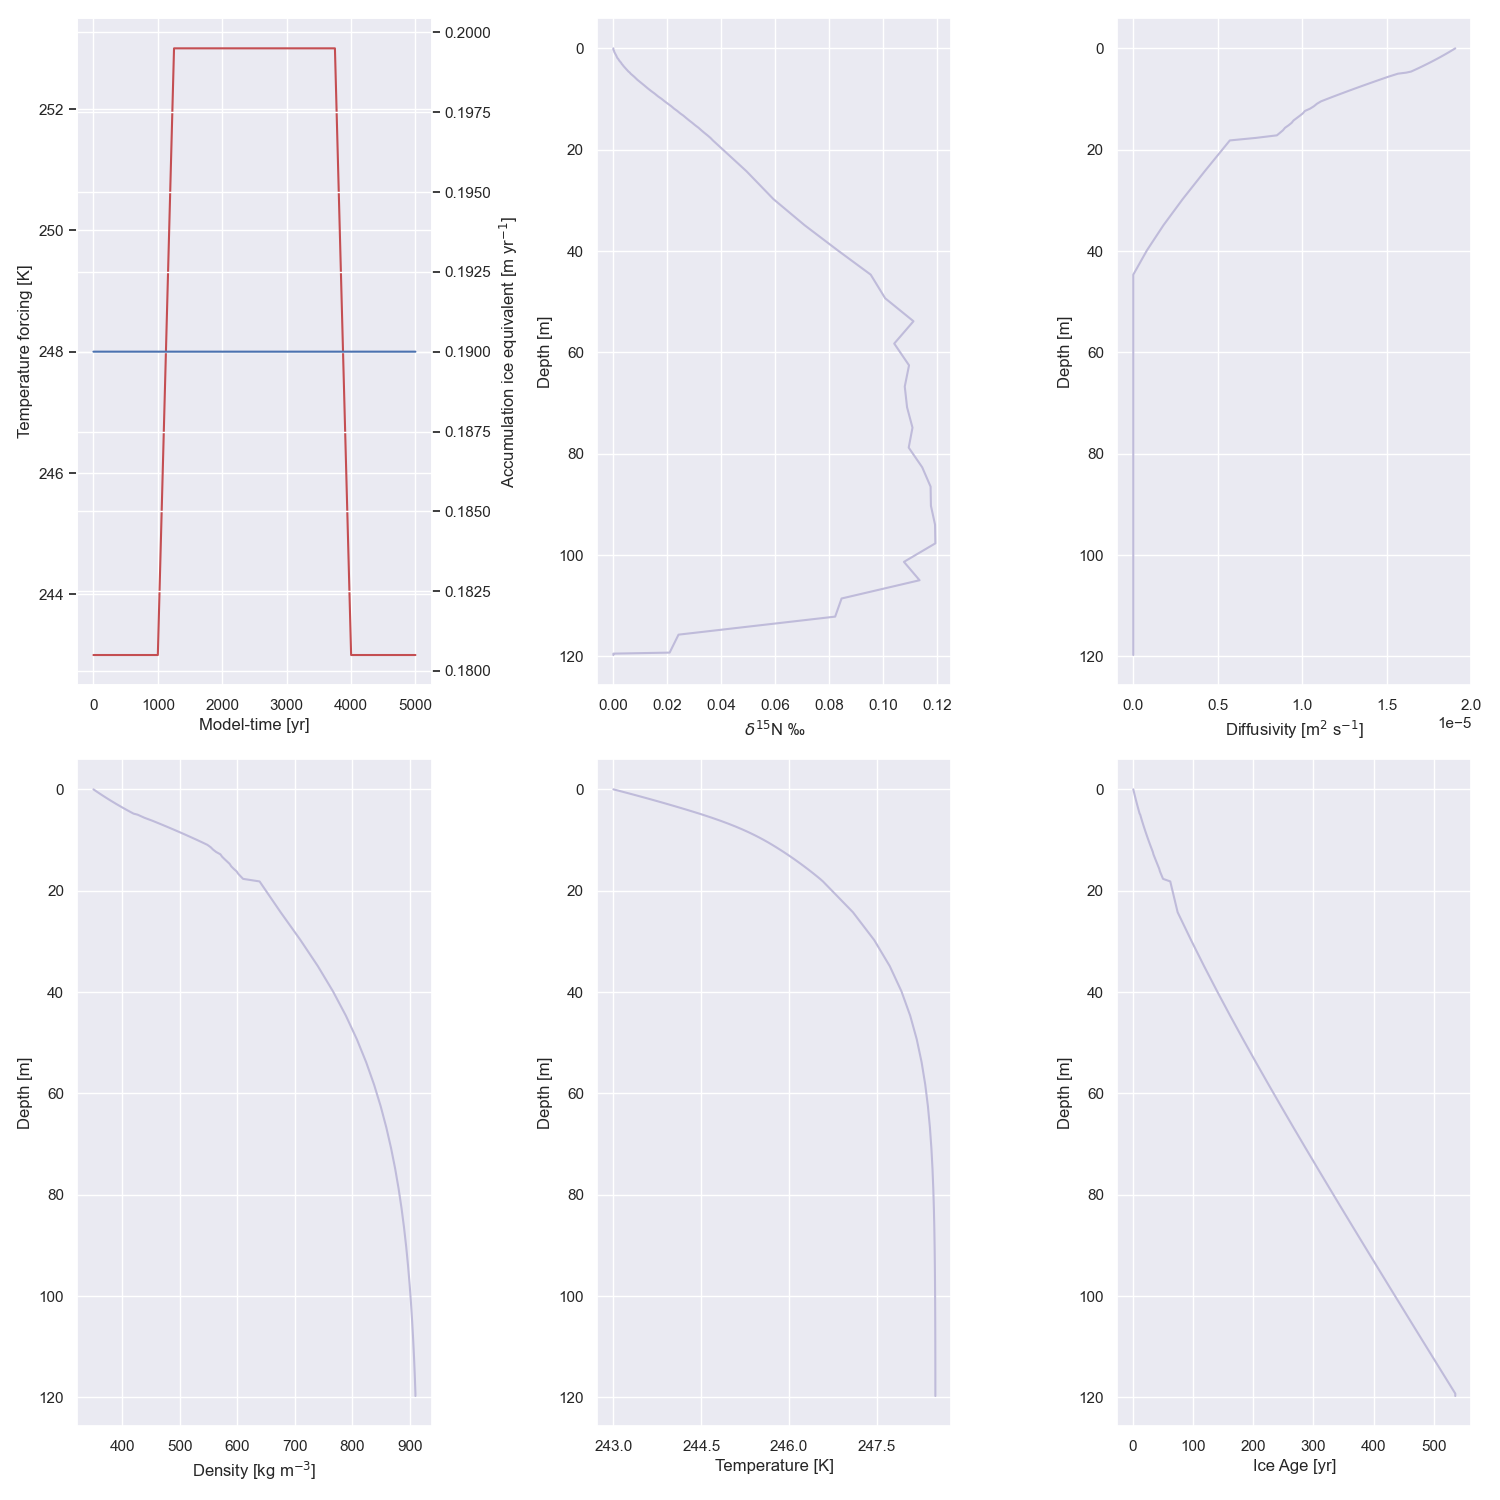 Temperature forcing [K]
252
250
248
246
244
0 1000 2000 3000 4000 5000
Model-time [yr]
0.2000
0.1975
0.1950
0.1925
0.1900
0.1875
0.1850
0.1825
0.1800
Accumulation ice equivalent [m yr⁻¹]
Depth [m]
0
20
40
60
80
100
120
0.00 0.02 0.04 0.06 0.08 0.10 0.12
δ¹⁵N ‰
Depth [m]
0
20
40
60
80
100
120
0.0 0.5 1.0 1.5 2.0
1e−5
Diffusivity [m² s⁻¹]
Depth [m]
0
20
40
60
80
100
120
400 500 600 700 800 900
Density [kg m⁻³]
Depth [m]
0
20
40
60
80
100
120
243.0 244.5 246.0 247.5
Temperature [K]
Depth [m]
0
20
40
60
80
100
120
0 100 200 300 400 500
Ice Age [yr]